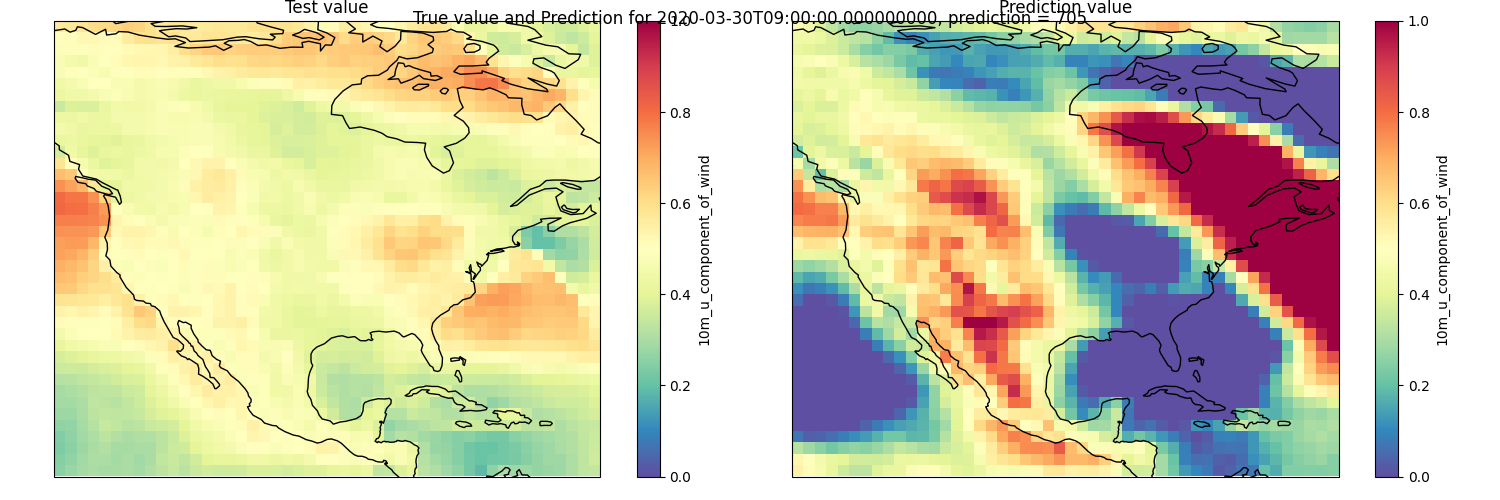 Test value
True value and Prediction for 2020-03-30T09:00:00.000000000, prediction = 705
Prediction value
1.0
0.8
0.6
0.4
0.2
0.0
10m_u_component_of_wind
1.0
0.8
0.6
0.4
0.2
0.0
10m_u_component_of_wind